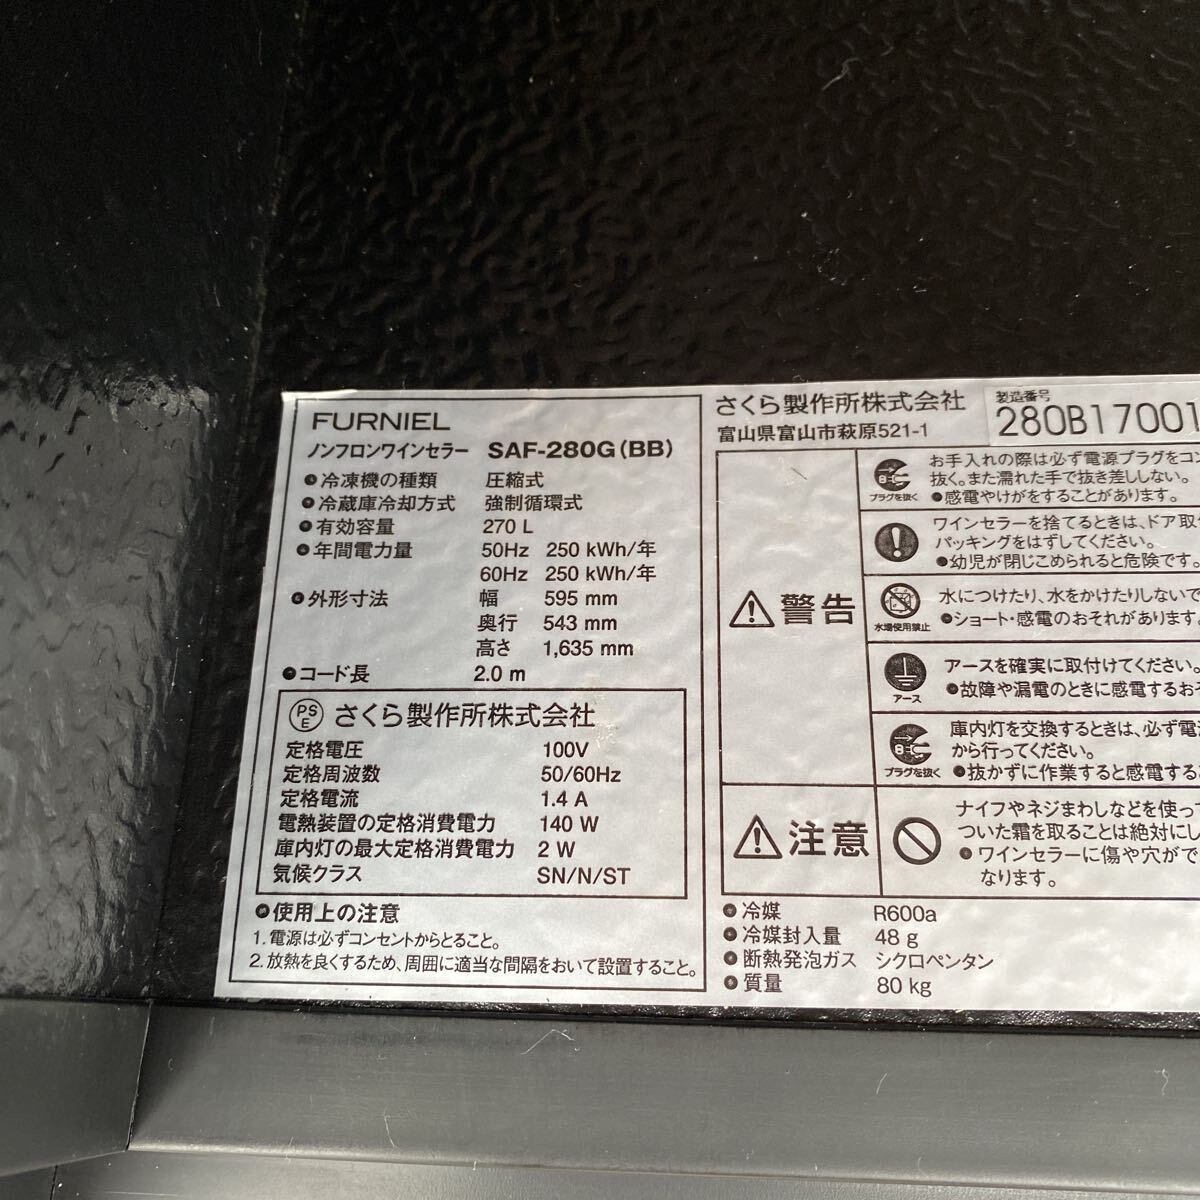 FURNIEL
ノンフロンワインセラー SAF-280G(BB)
●冷凍機の種類 圧縮式
●冷蔵庫冷却方式 強制循環式
●有効容量 270 L
●年間電力量 50Hz 250 kWh/年
60Hz 250 kWh/年
●外形寸法 幅 595 mm
奥行 543 mm
高さ 1,635 mm
●コード長 2.0 m
PSE さくら製作所株式会社
定格電圧 100V
定格周波数 50/60Hz
定格電流 1.4 A
電熱装置の定格消費電力 140 W
庫内灯の最大定格消費電力 2 W
気候クラス SN/N/ST
●使用上の注意
1.電源は必ずコンセントからとること。
2.放熱を良くするため、周囲に適当な間隔をおいて設置すること。
さくら製作所株式会社
富山県富山市萩原521-1
製造番号
280B17001
警告
プラグを抜く
お手入れの際は必ず電源プラグをコン
抜く。また濡れた手で抜き差ししない。
●感電やけがをすることがあります。
ワインセラーを捨てるときは、ドア取
パッキングをはずしてください。
●幼児が閉じこめられると危険です。
水場使用禁止
水につけたり、水をかけたりしないで
●ショート・感電のおそれがあります。
アース
アースを確実に取付けてください。
●故障や漏電のときに感電するおそ
プラグを抜く
庫内灯を交換するときは、必ず電
から行ってください。
●抜かずに作業すると感電する
注意
ナイフやネジまわしなどを使っ
ついた霜を取ることは絶対にし
●ワインセラーに傷や穴がで
なります。
●冷媒 R600a
●冷媒封入量 48 g
●断熱発泡ガス シクロペンタン
●質量 80 kg